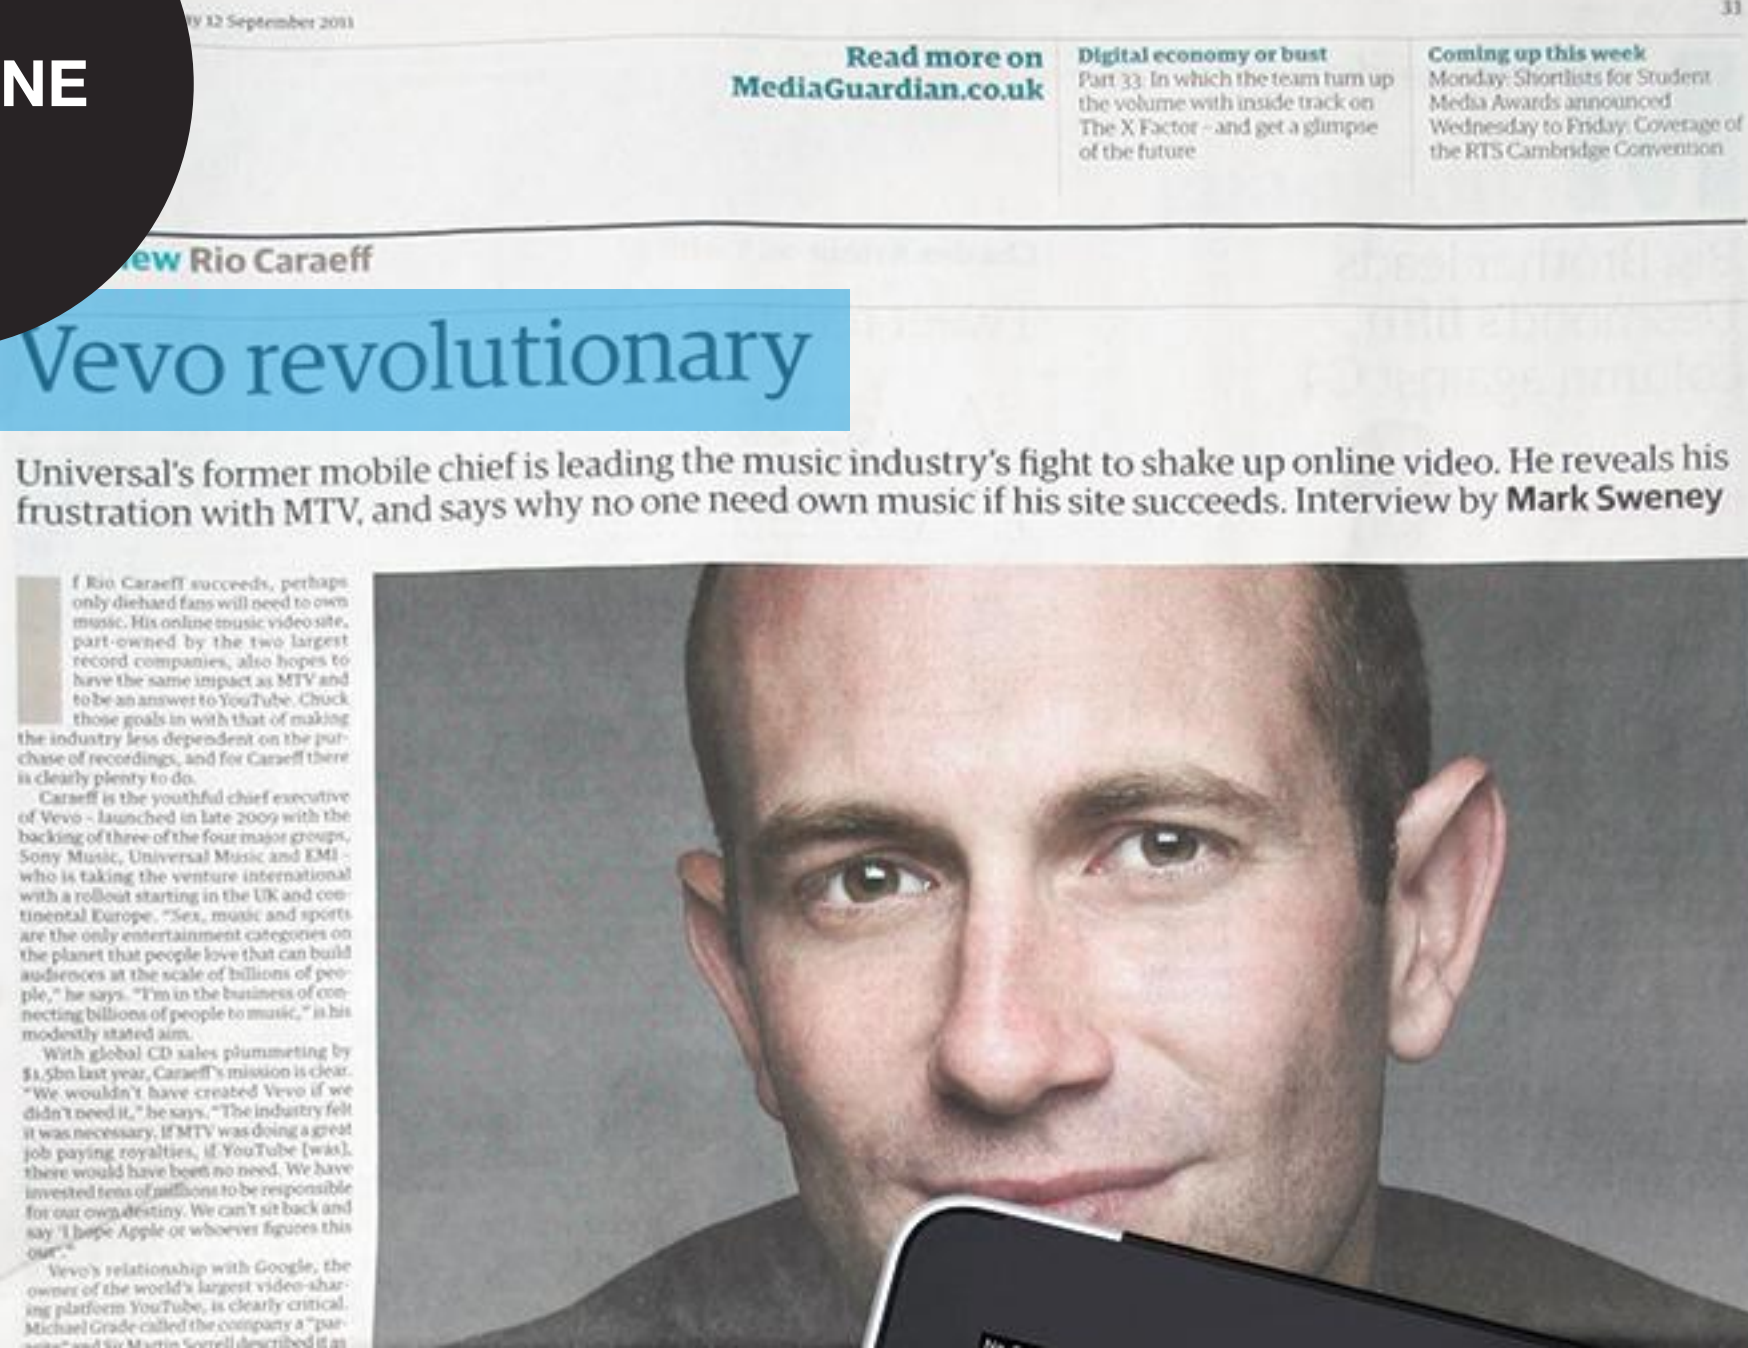 12 September 2011
33
NE
Read more on
MediaGuardian.co.uk
Digital economy or bust
Part 33: In which the team turn up
the volume with inside track on
The X Factor – and get a glimpse
of the future
Coming up this week
Monday: Shortlists for Student
Media Awards announced
Wednesday to Friday: Coverage of
the RTS Cambridge Convention
ew Rio Caraeff
Vevo revolutionary
Universal's former mobile chief is leading the music industry's fight to shake up online video. He reveals his
frustration with MTV, and says why no one need own music if his site succeeds. Interview by Mark Sweney
If Rio Caraeff succeeds, perhaps
only diehard fans will need to own
music. His online music video site,
part-owned by the two largest
record companies, also hopes to
have the same impact as MTV and
to be an answer to YouTube. Chuck
those goals in with that of making
the industry less dependent on the pur-
chase of recordings, and for Caraeff there
is clearly plenty to do.
Caraeff is the youthful chief executive
of Vevo – launched in late 2009 with the
backing of three of the four major groups,
Sony Music, Universal Music and EMI –
who is taking the venture international
with a rollout starting in the UK and con-
tinental Europe. "Sex, music and sports
are the only entertainment categories on
the planet that people love that can build
audiences at the scale of billions of peo-
ple," he says. "I'm in the business of con-
necting billions of people to music," is his
modestly stated aim.
With global CD sales plummeting by
$1.5bn last year, Caraeff's mission is clear.
"We wouldn't have created Vevo if we
didn't need it," he says. "The industry felt
it was necessary. If MTV was doing a great
job paying royalties, if YouTube [was],
there would have been no need. We have
invested tens of millions to be responsible
for our own destiny. We can't sit back and
say 'I hope Apple or whoever figures this
out'."
Vevo's relationship with Google, the
owner of the world's largest video-shar-
ing platform YouTube, is clearly critical.
Michael Grade called the company a "par-
and Sir Martin Sorrell described it as